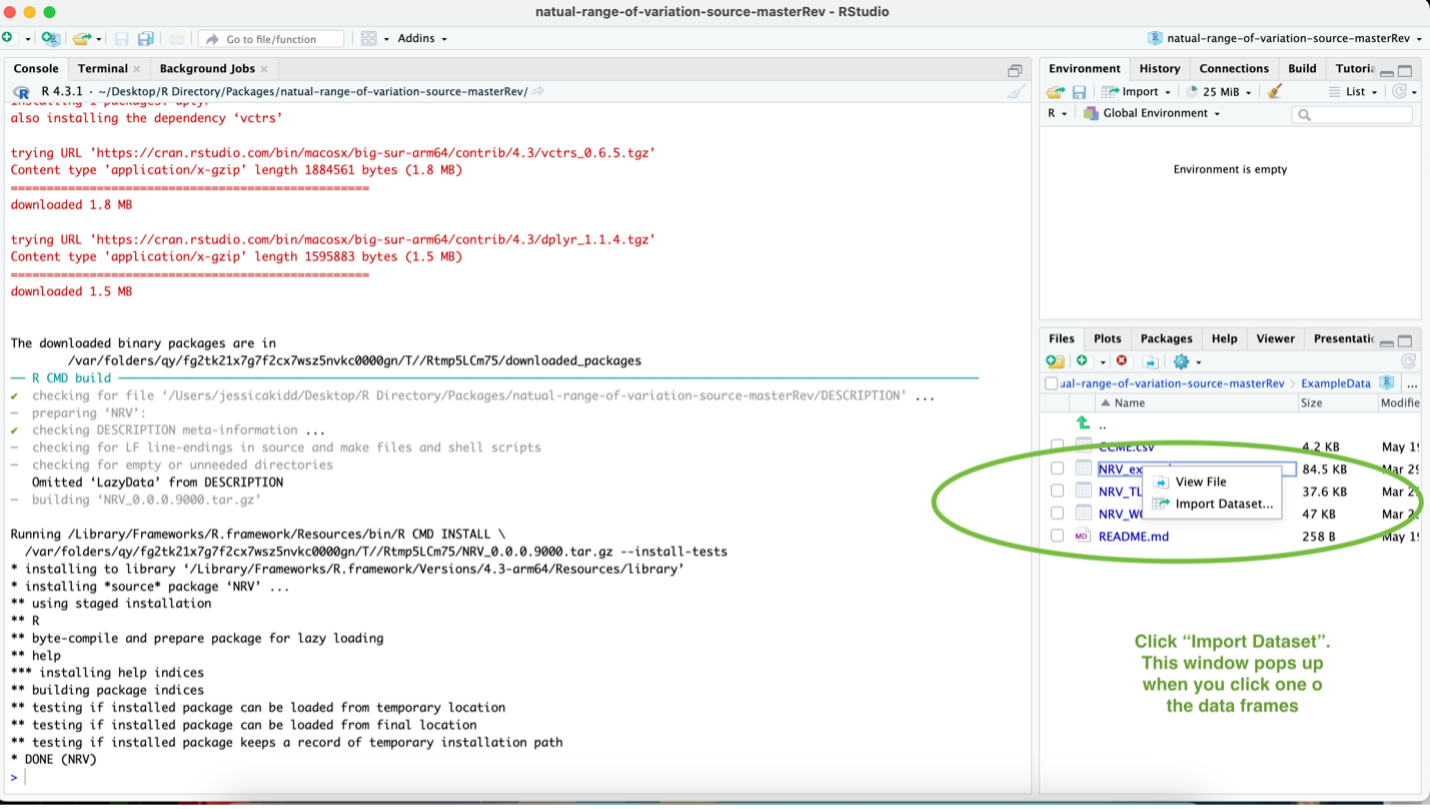 natual-range-of-variation-source-masterRev - RStudio
Go to file/function
Addins
natual-range-of-variation-source-masterRev
Console Terminal Background Jobs
R 4.3.1 · ~/Desktop/R Directory/Packages/natual-range-of-variation-source-masterRev/
also installing the dependency ‘vctrs’
trying URL 'https://cran.rstudio.com/bin/macosx/big-sur-arm64/contrib/4.3/vctrs_0.6.5.tgz'
Content type 'application/x-gzip' length 1884561 bytes (1.8 MB)
==================================================
downloaded 1.8 MB
trying URL 'https://cran.rstudio.com/bin/macosx/big-sur-arm64/contrib/4.3/dplyr_1.1.4.tgz'
Content type 'application/x-gzip' length 1595883 bytes (1.5 MB)
==================================================
downloaded 1.5 MB
The downloaded binary packages are in
/var/folders/qy/fg2tk21x7g7f2cx7wsz5nvkc0000gn/T//Rtmp5LCm75/downloaded_packages
── R CMD build ──
✔ checking for file ‘/Users/jessicakidd/Desktop/R Directory/Packages/natual-range-of-variation-source-masterRev/DESCRIPTION’ ...
─ preparing ‘NRV’:
✔ checking DESCRIPTION meta-information ...
─ checking for LF line-endings in source and make files and shell scripts
─ checking for empty or unneeded directories
Omitted ‘LazyData’ from DESCRIPTION
─ building ‘NRV_0.0.0.9000.tar.gz’
Running /Library/Frameworks/R.framework/Resources/bin/R CMD INSTALL \
/var/folders/qy/fg2tk21x7g7f2cx7wsz5nvkc0000gn/T//Rtmp5LCm75/NRV_0.0.0.9000.tar.gz --install-tests
* installing to library ‘/Library/Frameworks/R.framework/Versions/4.3-arm64/Resources/library’
* installing *source* package ‘NRV’ ...
** using staged installation
** R
** byte-compile and prepare package for lazy loading
** help
*** installing help indices
** building package indices
** testing if installed package can be loaded from temporary location
** testing if installed package can be loaded from final location
** testing if installed package keeps a record of temporary installation path
* DONE (NRV)
>
Environment History Connections Build Tutoria
Import 25 MiB List
R Global Environment
Environment is empty
Files Plots Packages Help Viewer Presentatic
ual-range-of-variation-source-masterRev > ExampleData R ...
Name Size Modifie
..
CCME.csv 4.2 KB May 19
NRV_ex 84.5 KB Mar 29
NRV_TL 37.6 KB Mar 2
NRV_WC 47 KB Mar 2
README.md 258 B May 19
View File
Import Dataset...
Click “Import Dataset”.
This window pops up
when you click one o
the data frames